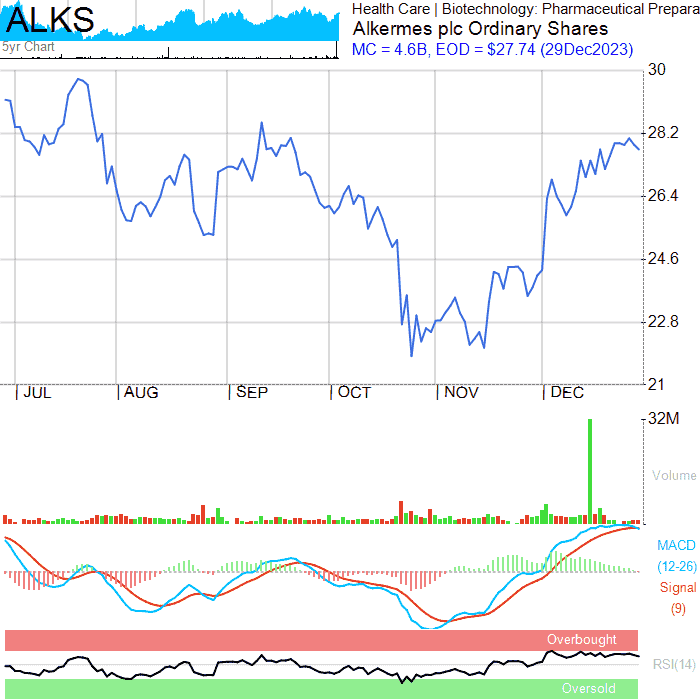 ALKS
5yr Chart
Health Care | Biotechnology: Pharmaceutical Prepara
Alkermes plc Ordinary Shares
MC = 4.6B, EOD = $27.74 (29Dec2023)
30
28.2
26.4
24.6
22.8
21
JUL AUG SEP OCT NOV DEC
32M
Volume
MACD
(12-26)
Signal
(9)
Overbought
RSI(14)
Oversold